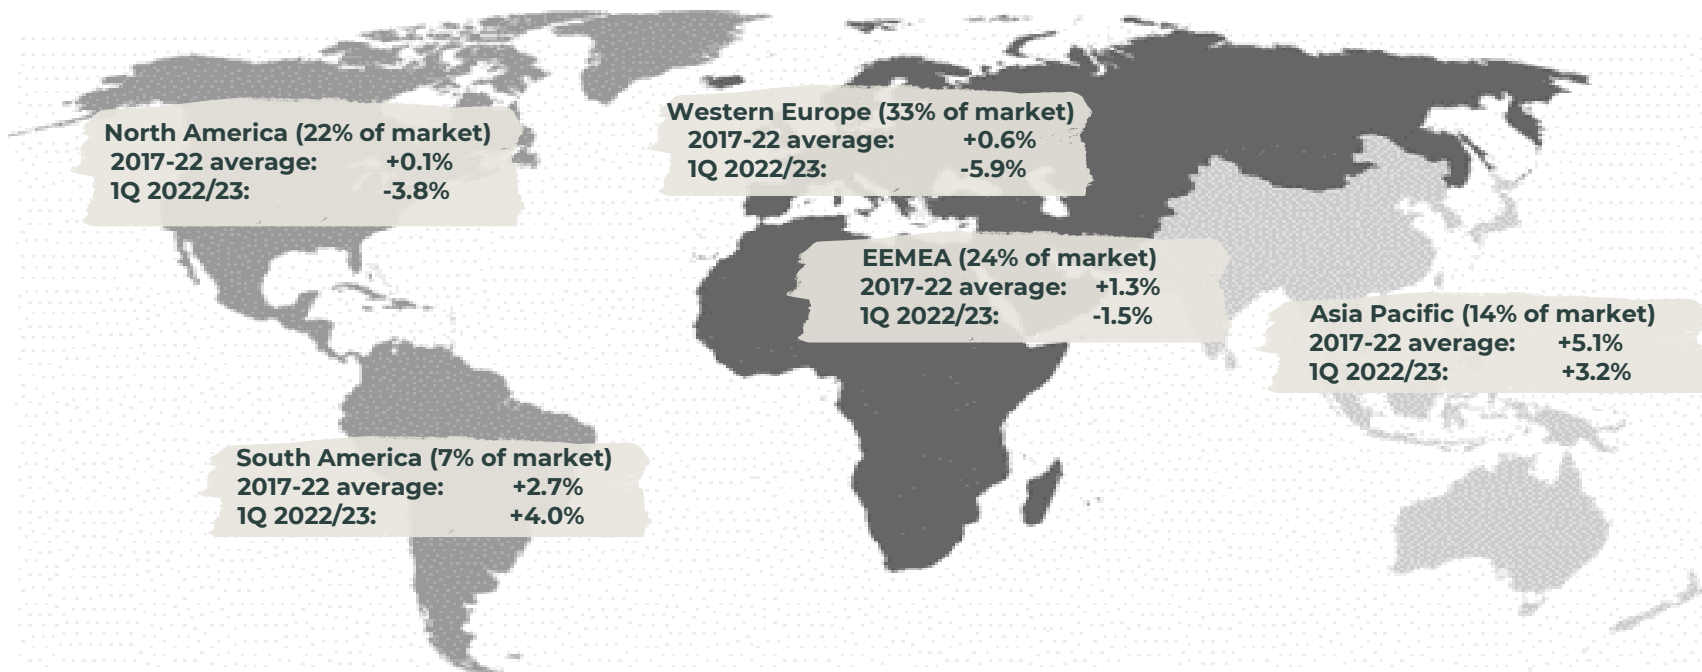 North America (22% of market)
2017-22 average: +0.1%
1Q 2022/23: -3.8%
Western Europe (33% of market)
2017-22 average: +0.6%
1Q 2022/23: -5.9%
EEMEA (24% of market)
2017-22 average: +1.3%
1Q 2022/23: -1.5%
Asia Pacific (14% of market)
2017-22 average: +5.1%
1Q 2022/23: +3.2%
South America (7% of market)
2017-22 average: +2.7%
1Q 2022/23: +4.0%